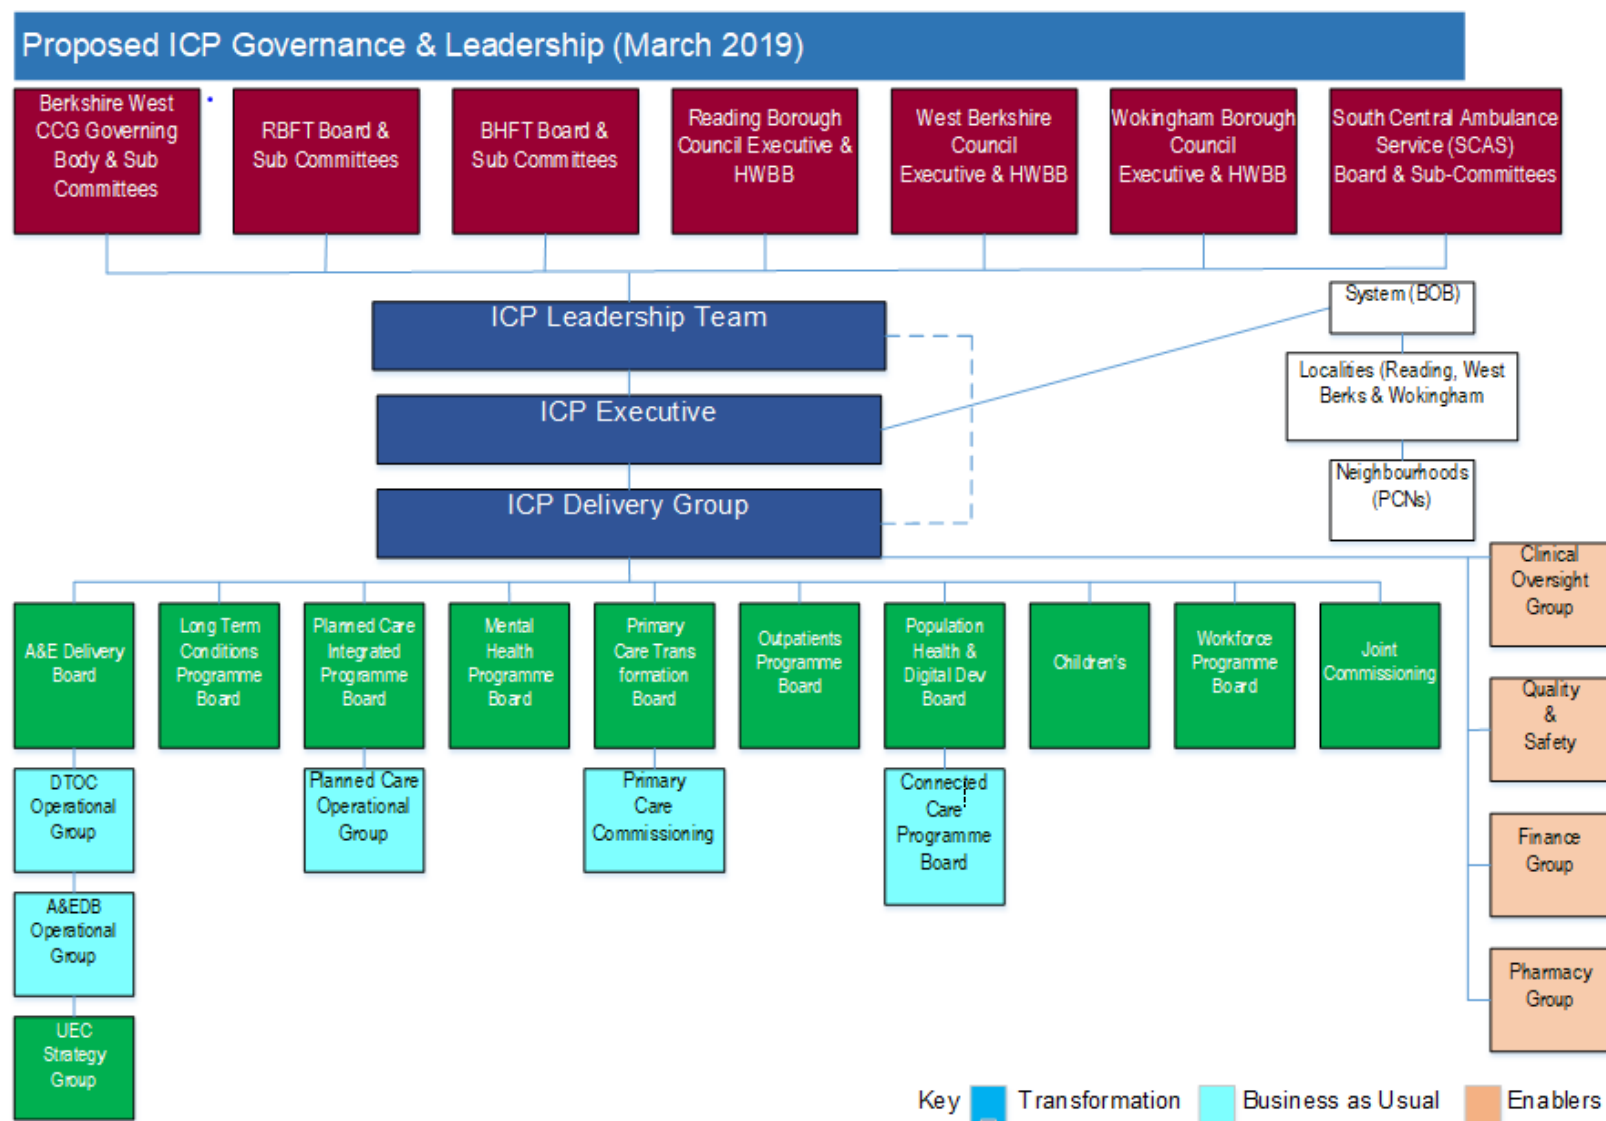 Proposed ICP Governance & Leadership (March 2019)
Berkshire West
CCG Governing
Body & Sub
Committees
RBFT Board &
Sub Committees
BHFT Board &
Sub Committees
Reading Borough
Council Executive &
HWBB
West Berkshire
Council
Executive & HWBB
Wokingham Borough
Council
Executive & HWBB
South Central Ambulance
Service (SCAS)
Board & Sub-Committees
ICP Leadership Team
ICP Executive
ICP Delivery Group
System (BOB)
Localities (Reading, West
Berks & Wokingham
Neighbourhoods
(PCNs)
A&E Delivery
Board
Long Term
Conditions
Programme
Board
Planned Care
Integrated
Programme
Board
Mental
Health
Programme
Board
Primary
Care Trans
formation
Board
Outpatients
Programme
Board
Population
Health &
Digital Dev
Board
Children's
Workforce
Programme
Board
Joint
Commissioning
DTOC
Operational
Group
Planned Care
Operational
Group
Primary
Care
Commissioning
Connected
Care
Programme
Board
A&EDB
Operational
Group
UEC
Strategy
Group
Clinical
Oversight
Group
Quality
&
Safety
Finance
Group
Pharmacy
Group
Key Transformation Business as Usual Enablers